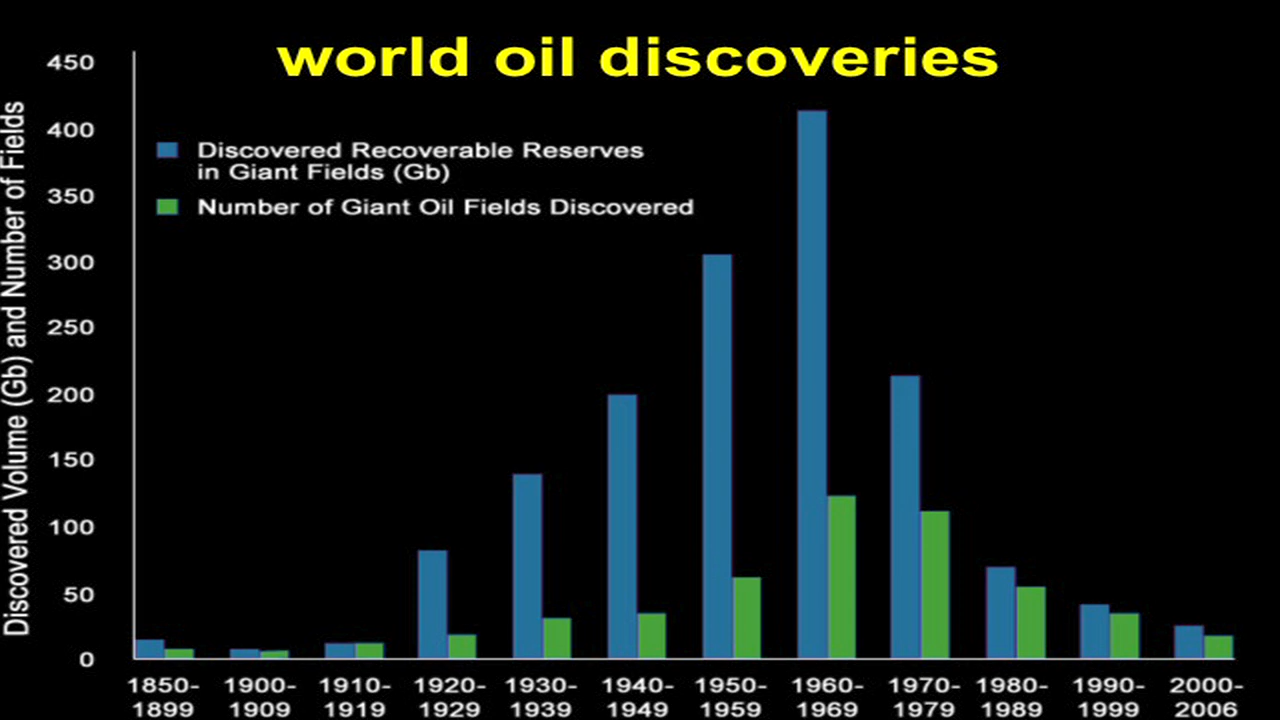 world oil discoveries
Discovered Volume (Gb) and Number of Fields
450
400
350
300
250
200
150
100
50
0
Discovered Recoverable Reserves
in Giant Fields (Gb)
Number of Giant Oil Fields Discovered
1850- 1900- 1910- 1920- 1930- 1940- 1950- 1960- 1970- 1980- 1990- 2000-
1899 1909 1919 1929 1939 1949 1959 1969 1979 1989 1999 2006